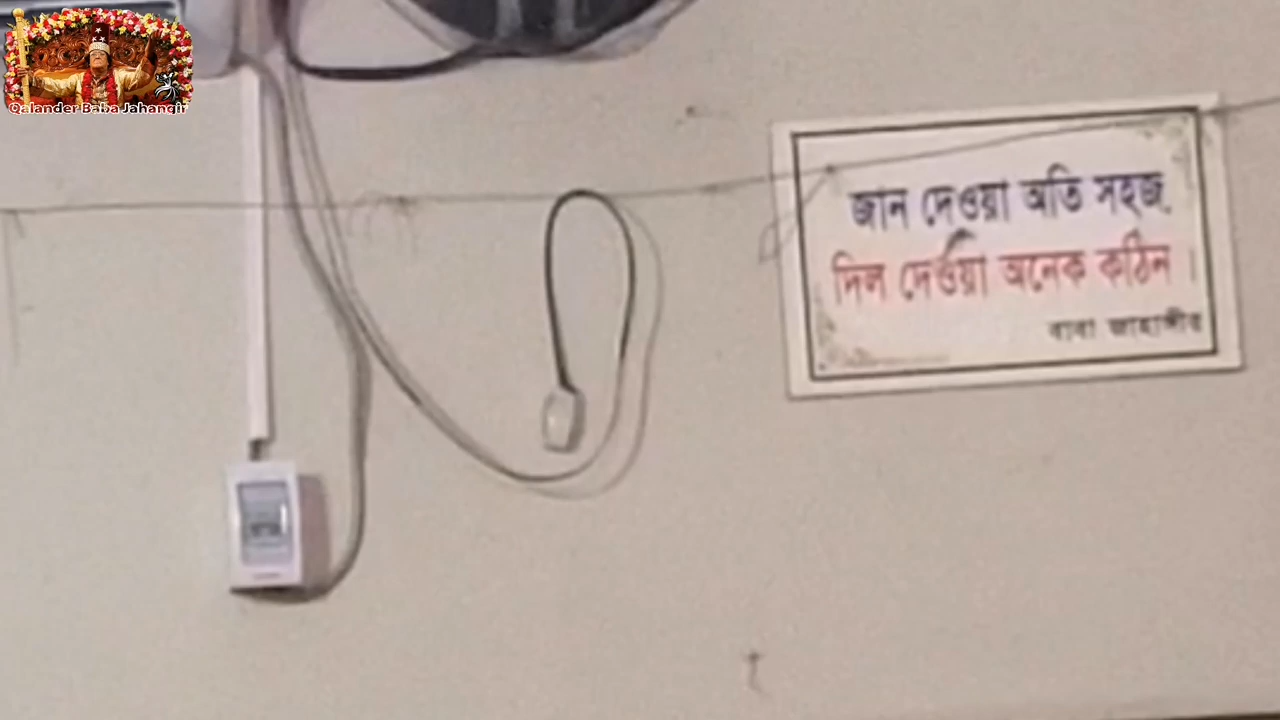 Qalander Baba Jahangir
জান দেওয়া অতি সহজ,
দিল দেওয়া অনেক কঠিন।
বাবা জাহাঙ্গীর